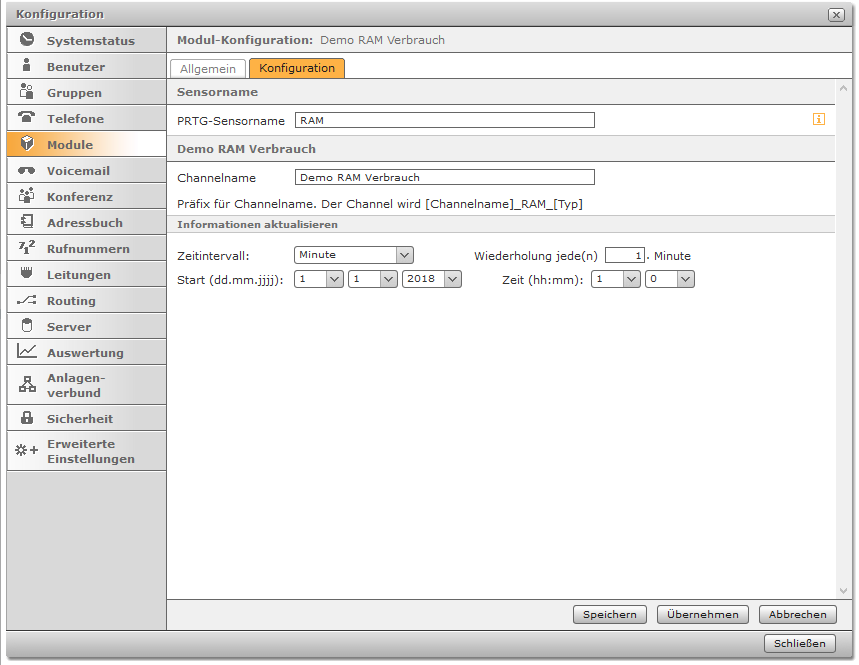 Konfiguration
Systemstatus
Benutzer
Gruppen
Telefone
Module
Voicemail
Konferenz
Adressbuch
Rufnummern
Leitungen
Routing
Server
Auswertung
Anlagen-
verbund
Sicherheit
Erweiterte
Einstellungen
Modul-Konfiguration: Demo RAM Verbrauch
Allgemein Konfiguration
Sensorname
PRTG-Sensorname RAM
Demo RAM Verbrauch
Channelname Demo RAM Verbrauch
Präfix für Channelname. Der Channel wird [Channelname]_RAM_[Typ]
Informationen aktualisieren
Zeitintervall: Minute Wiederholung jede(n) 1 . Minute
Start (dd.mm.jjjj): 1 1 2018 Zeit (hh:mm): 1 0
Speichern Übernehmen Abbrechen
Schließen